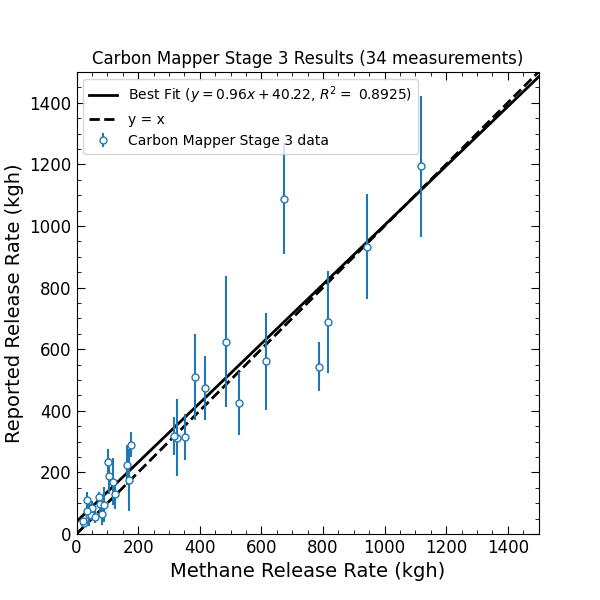 Carbon Mapper Stage 3 Results (34 measurements)
Best Fit (y = 0.96x + 40.22, R² = 0.8925)
y = x
Carbon Mapper Stage 3 data
1400
1200
1000
800
600
400
200
0
0 200 400 600 800 1000 1200 1400
Reported Release Rate (kgh)
Methane Release Rate (kgh)